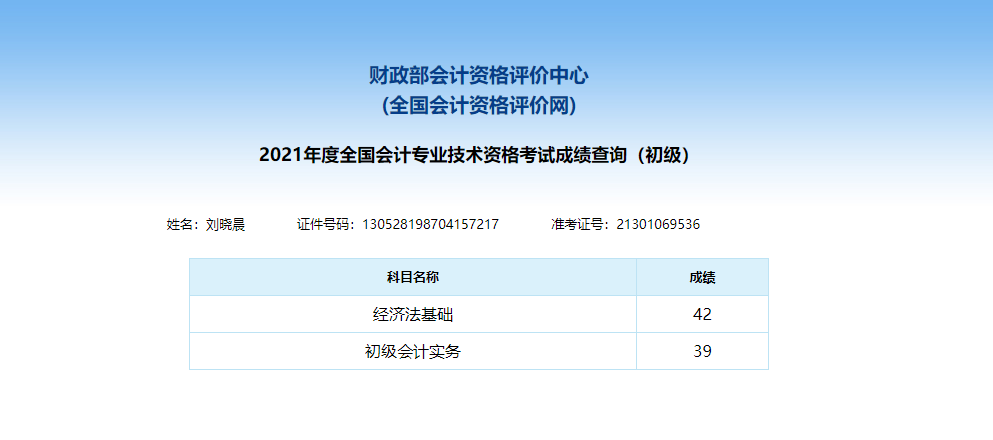 财政部会计资格评价中心
(全国会计资格评价网)
2021年度全国会计专业技术资格考试成绩查询（初级）
姓名：刘晓晨 证件号码：130528198704157217 准考证号：21301069536
科目名称 成绩
经济法基础 42
初级会计实务 39